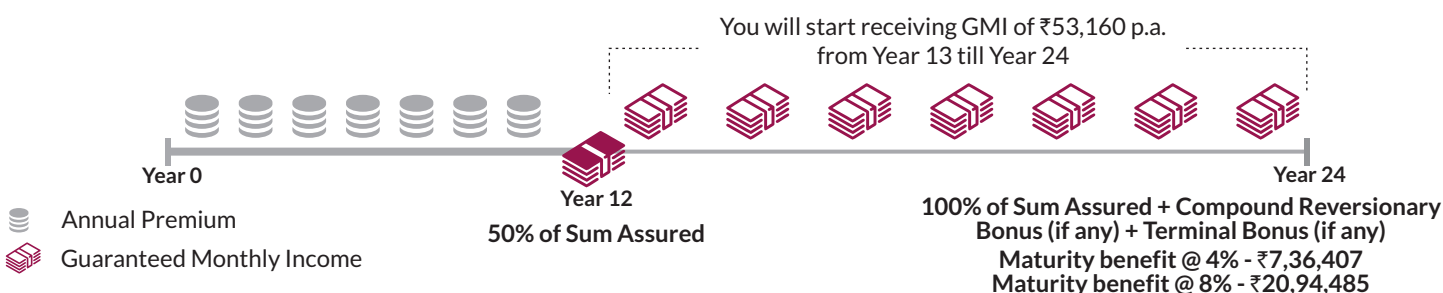 You will start receiving GMI of ₹53,160 p.a.
from Year 13 till Year 24
Year 0
Year 12
Year 24
50% of Sum Assured
Annual Premium
Guaranteed Monthly Income
100% of Sum Assured + Compound Reversionary
Bonus (if any) + Terminal Bonus (if any)
Maturity benefit @ 4% - ₹7,36,407
Maturity benefit @ 8% - ₹20,94,485